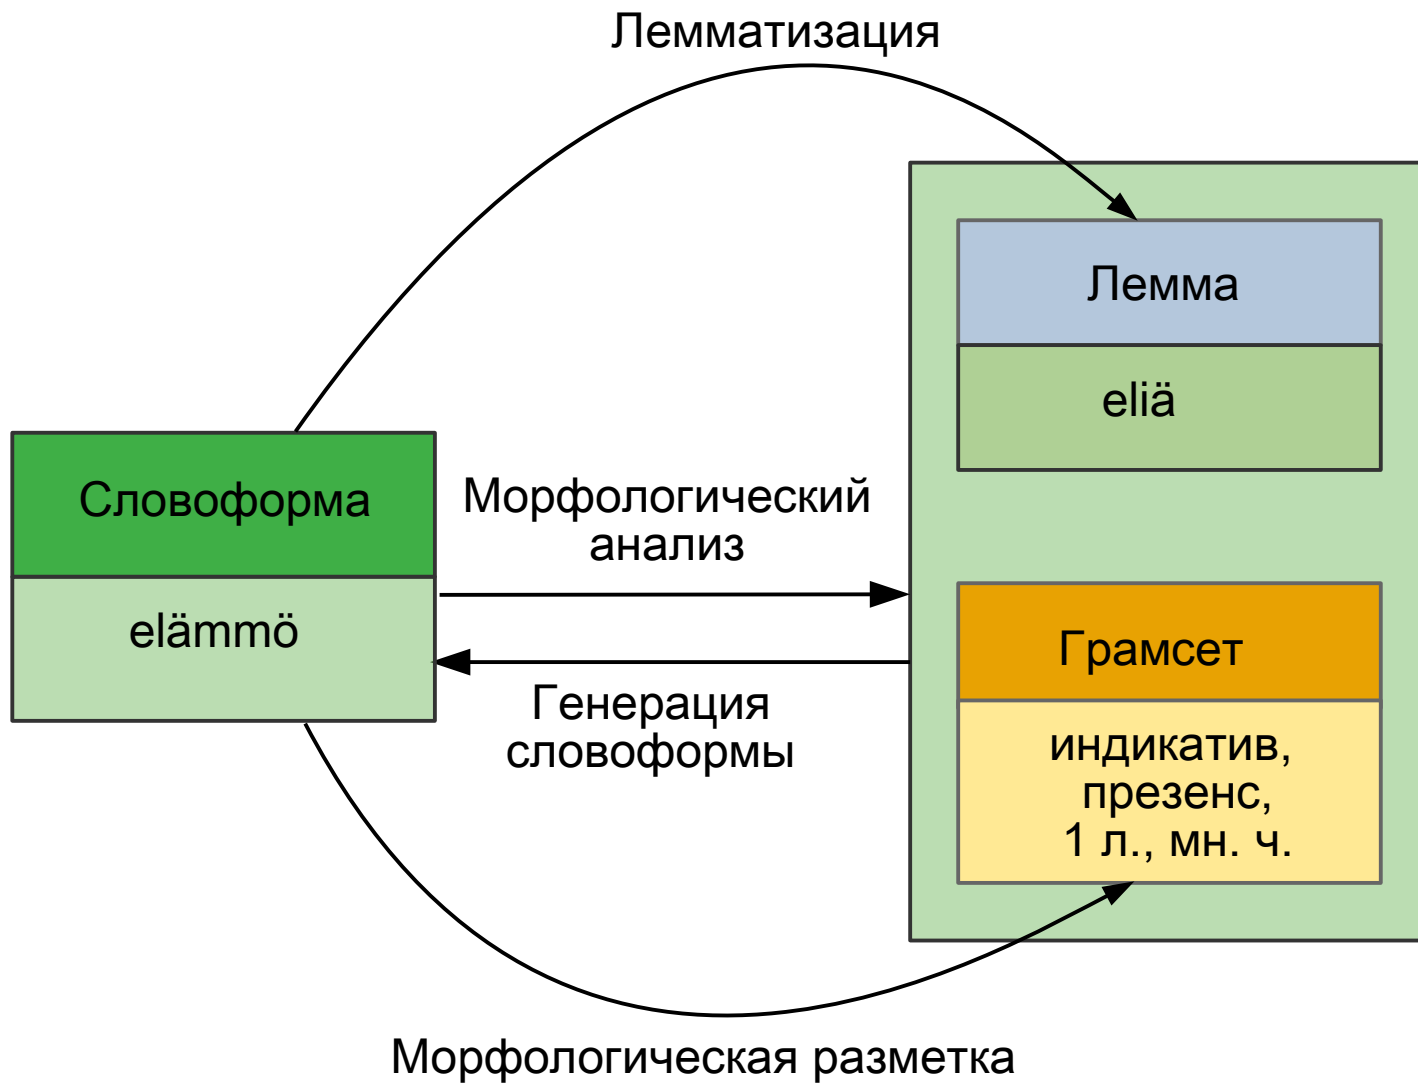 Лемматизация
Лемма
eliä
Словоформа
elämmö
Морфологический
анализ
Генерация
словоформы
Грамсет
индикатив,
презенс,
1 л., мн. ч.
Морфологическая разметка